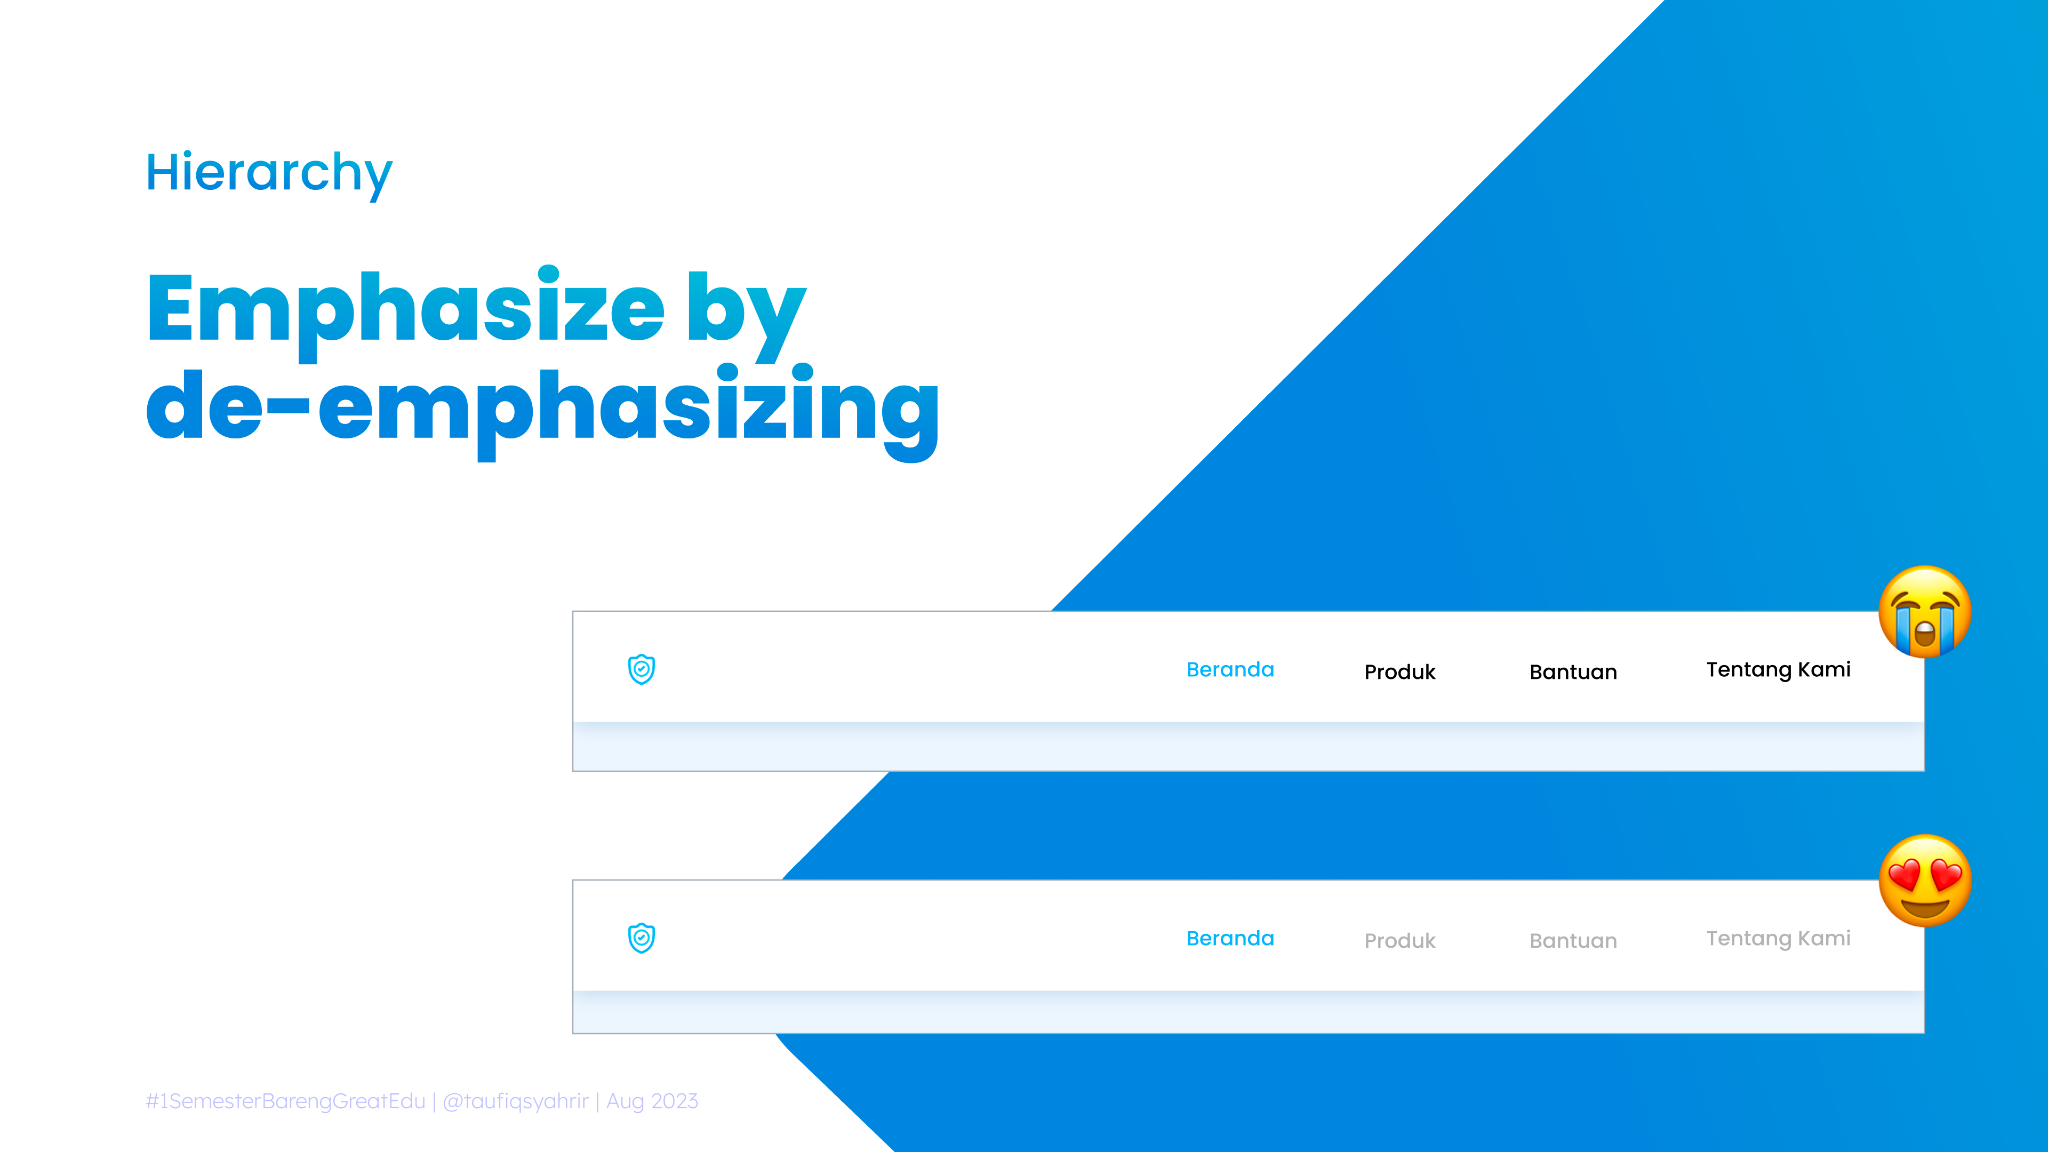 Hierarchy
Emphasize by
de-emphasizing
Beranda Produk Bantuan Tentang Kami
Beranda Produk Bantuan Tentang Kami
#1SemesterBarengGreatEdu | @taufiqsyahrir | Aug 2023